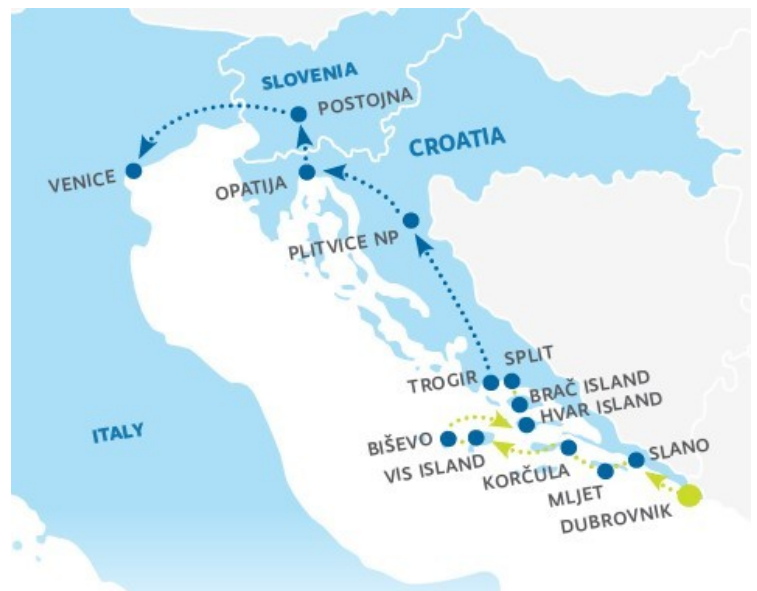 SLOVENIA
POSTOJNA
CROATIA
VENICE
OPATIJA
PLITVICE NP
SPLIT
TROGIR
BRAČ ISLAND
HVAR ISLAND
ITALY
BIŠEVO
VIS ISLAND
SLANO
KORČULA
MLJET
DUBROVNIK